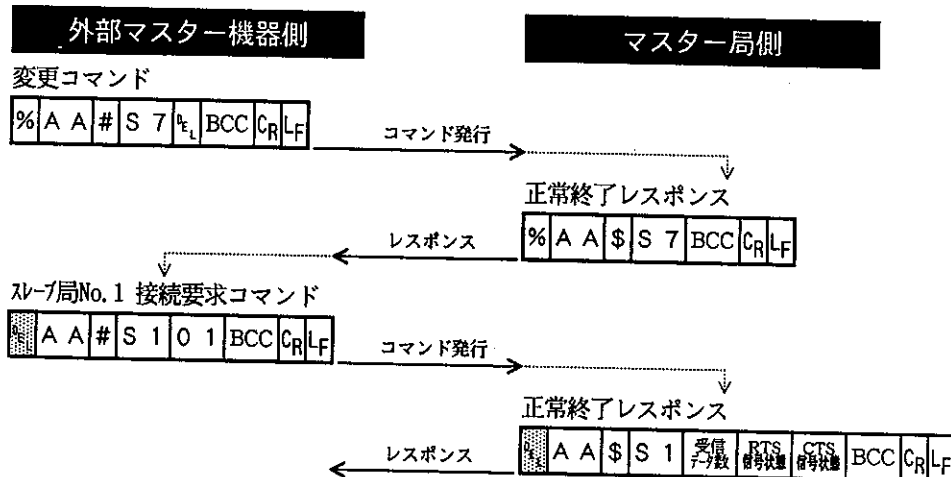 外部マスター機器側
マスター局側
変更コマンド
% A A # S 7 DEL BCC CR LF
コマンド発行
正常終了レスポンス
% A A $ S 7 BCC CR LF
レスポンス
スレーブ局No.1 接続要求コマンド
DEL A A # S 1 0 1 BCC CR LF
コマンド発行
正常終了レスポンス
DEL A A $ S 1 受信データ数 RTS信号状態 CTS信号状態 BCC CR LF
レスポンス